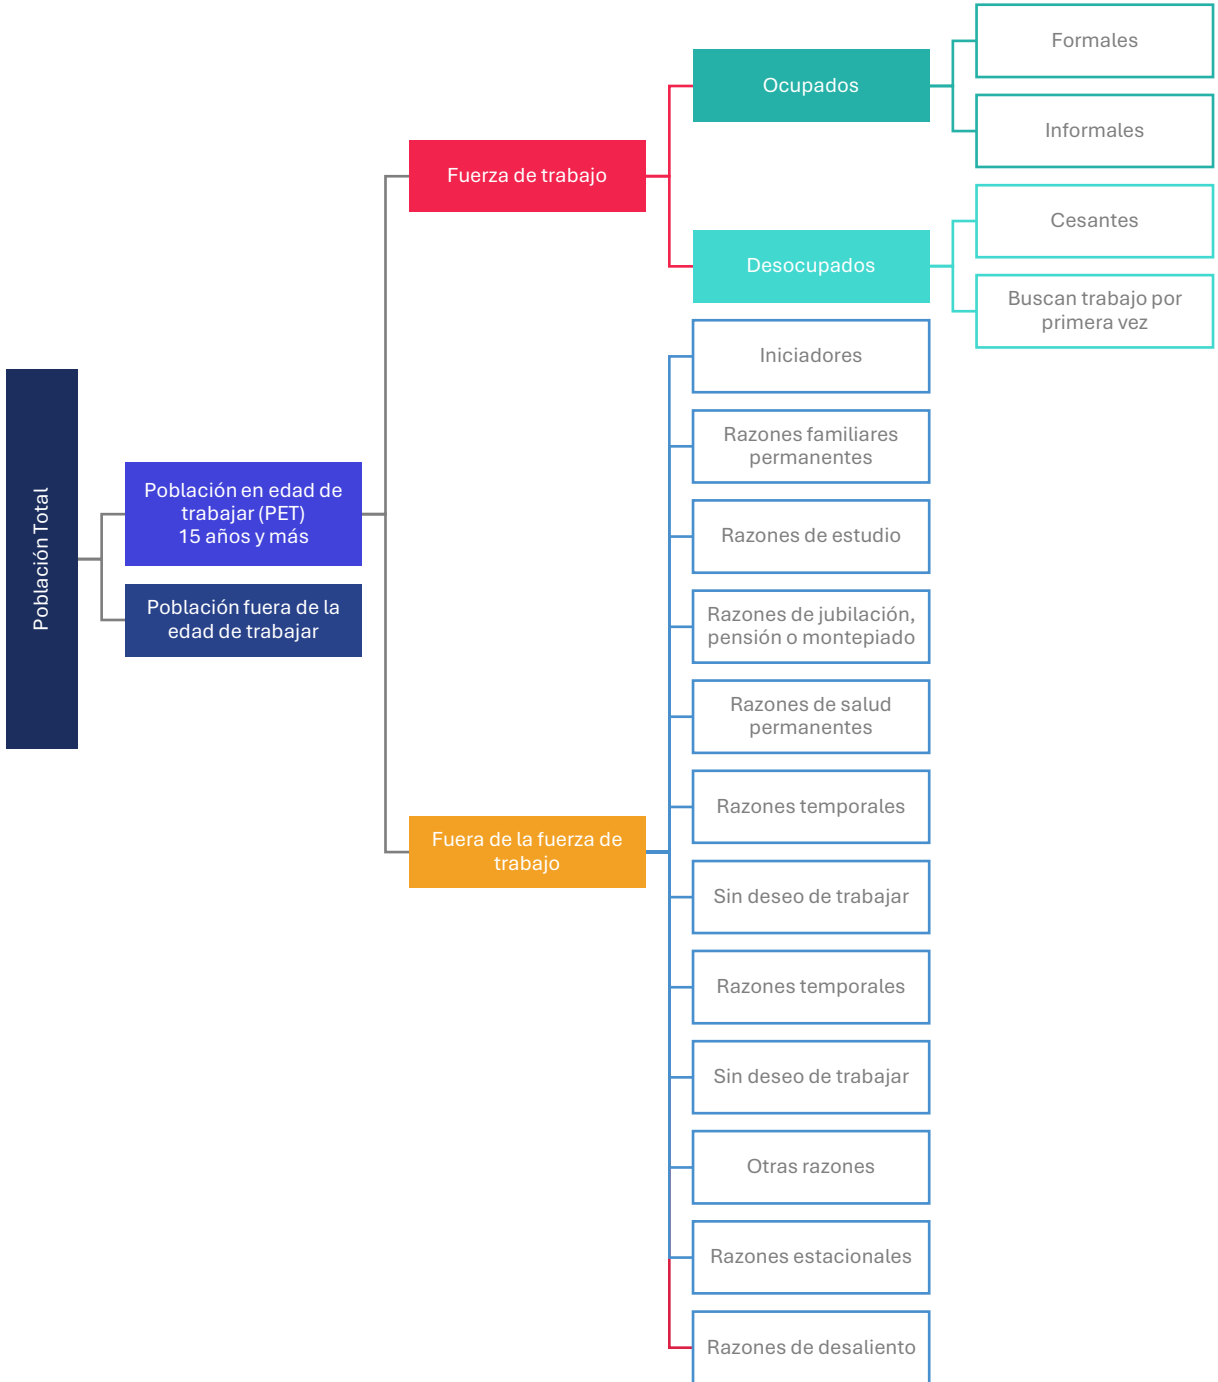 Población Total
Población en edad de
trabajar (PET)
15 años y más
Población fuera de la
edad de trabajar
Fuerza de trabajo
Fuera de la fuerza de
trabajo
Ocupados
Desocupados
Formales
Informales
Cesantes
Buscan trabajo por
primera vez
Iniciadores
Razones familiares
permanentes
Razones de estudio
Razones de jubilación,
pensión o montepiado
Razones de salud
permanentes
Razones temporales
Sin deseo de trabajar
Razones temporales
Sin deseo de trabajar
Otras razones
Razones estacionales
Razones de desaliento